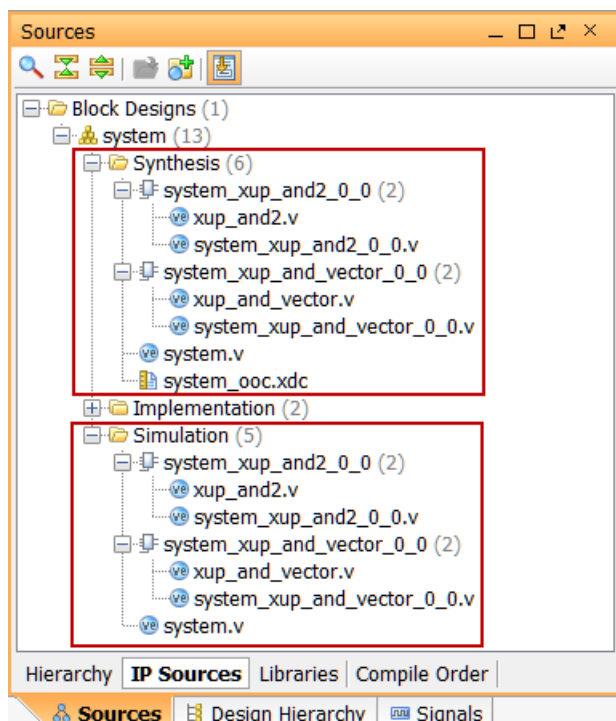 Sources
Block Designs (1)
system (13)
Synthesis (6)
system_xup_and2_0_0 (2)
xup_and2.v
system_xup_and2_0_0.v
system_xup_and_vector_0_0 (2)
xup_and_vector.v
system_xup_and_vector_0_0.v
system.v
system_ooc.xdc
Implementation (2)
Simulation (5)
system_xup_and2_0_0 (2)
xup_and2.v
system_xup_and2_0_0.v
system_xup_and_vector_0_0 (2)
xup_and_vector.v
system_xup_and_vector_0_0.v
system.v
Hierarchy IP Sources Libraries Compile Order
Sources Design Hierarchy Signals